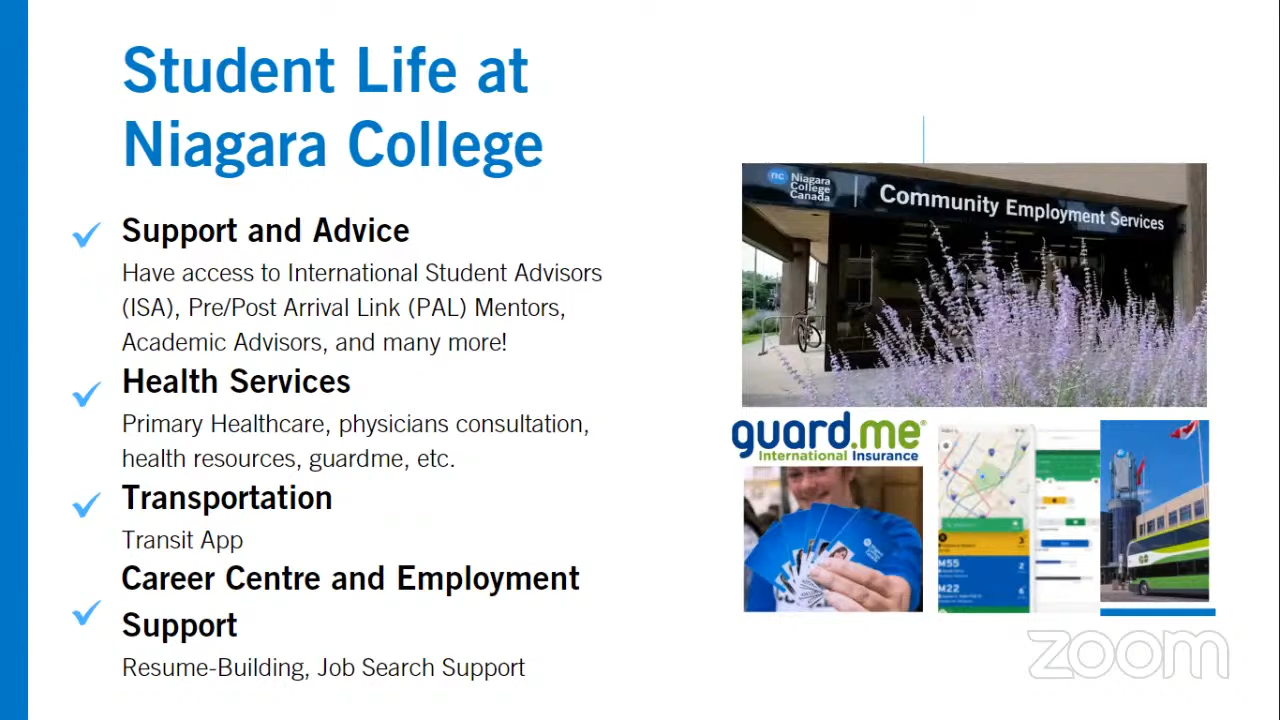 Student Life at
Niagara College
Support and Advice
Have access to International Student Advisors
(ISA), Pre/Post Arrival Link (PAL) Mentors,
Academic Advisors, and many more!
Health Services
Primary Healthcare, physicians consultation,
health resources, guardme, etc.
Transportation
Transit App
Career Centre and Employment
Support
Resume-Building, Job Search Support
nc Niagara
College
Canada
Community Employment Services
guard.me®
International Insurance
M55
2
M22
6
zoom